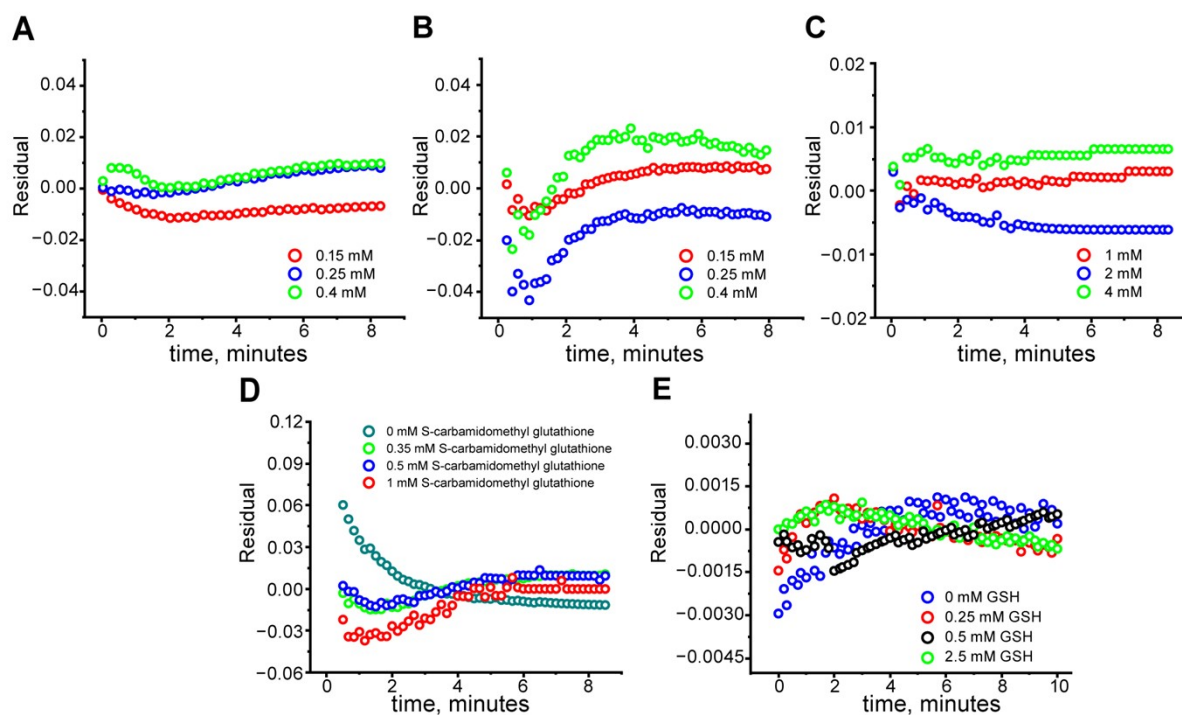 A
0.04
0.02
0.00
−0.02
−0.04
Residual
0 2 4 6 8
time, minutes
0.15 mM
0.25 mM
0.4 mM
B
0.04
0.02
0.00
−0.02
−0.04
Residual
0 2 4 6 8
time, minutes
0.15 mM
0.25 mM
0.4 mM
C
0.02
0.01
0.00
−0.01
−0.02
Residual
0 2 4 6 8
time, minutes
1 mM
2 mM
4 mM
D
0.12
0.09
0.06
0.03
0.00
−0.03
−0.06
Residual
0 2 4 6 8
time, minutes
0 mM S-carbamidomethyl glutathione
0.35 mM S-carbamidomethyl glutathione
0.5 mM S-carbamidomethyl glutathione
1 mM S-carbamidomethyl glutathione
E
0.0030
0.0015
0.0000
−0.0015
−0.0030
−0.0045
Residual
0 2 4 6 8 10
time, minutes
0 mM GSH
0.25 mM GSH
0.5 mM GSH
2.5 mM GSH